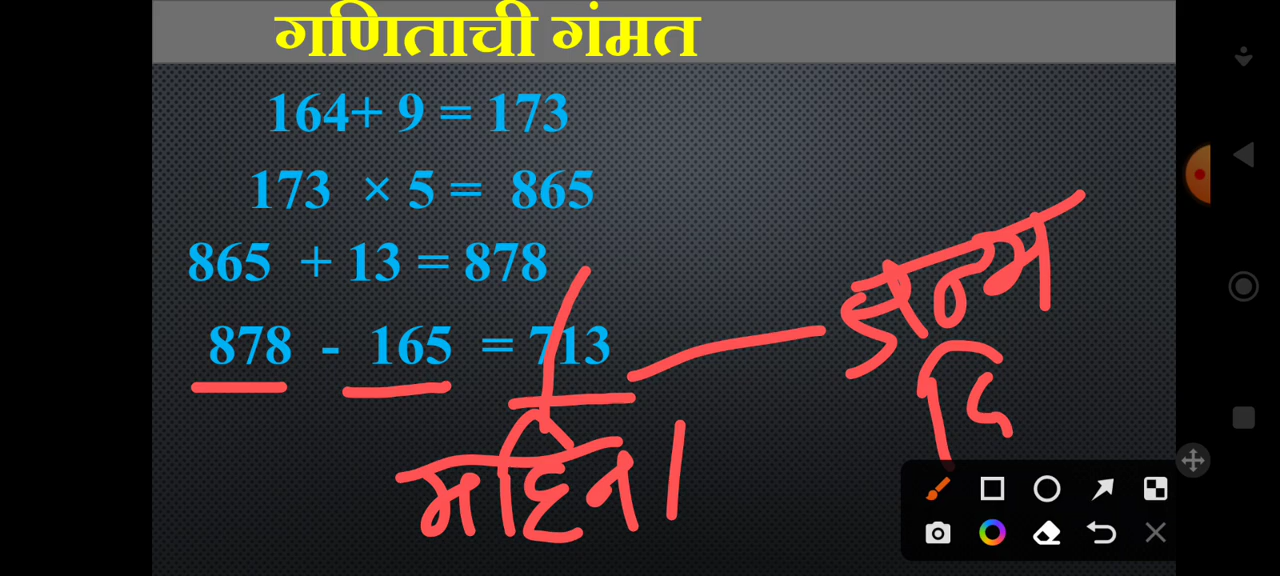 गणिताची गंमत
164+ 9 = 173
173 × 5 = 865
865 + 13 = 878
878 - 165 = 713
जन्म
दि
महिना